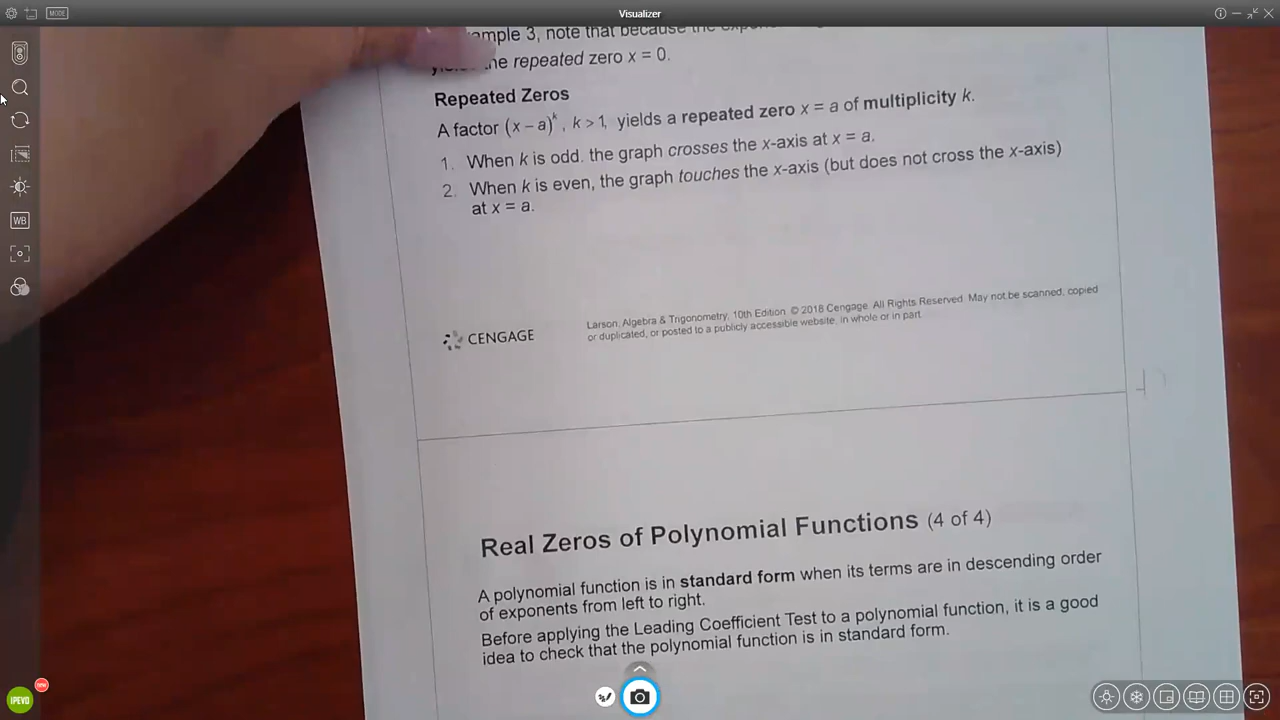 MODE
Visualizer
ample 3, note that because the
the repeated zero x = 0.
Repeated Zeros
A factor (x – a)^k, k > 1, yields a repeated zero x = a of multiplicity k.
1. When k is odd. the graph crosses the x-axis at x = a.
2. When k is even, the graph touches the x-axis (but does not cross the x-axis)
at x = a.
CENGAGE
Larson, Algebra & Trigonometry, 10th Edition. © 2018 Cengage. All Rights Reserved. May not be scanned, copied
or duplicated, or posted to a publicly accessible website, in whole or in part.
Real Zeros of Polynomial Functions (4 of 4)
A polynomial function is in standard form when its terms are in descending order
of exponents from left to right.
Before applying the Leading Coefficient Test to a polynomial function, it is a good
idea to check that the polynomial function is in standard form.
WB
IPEVO